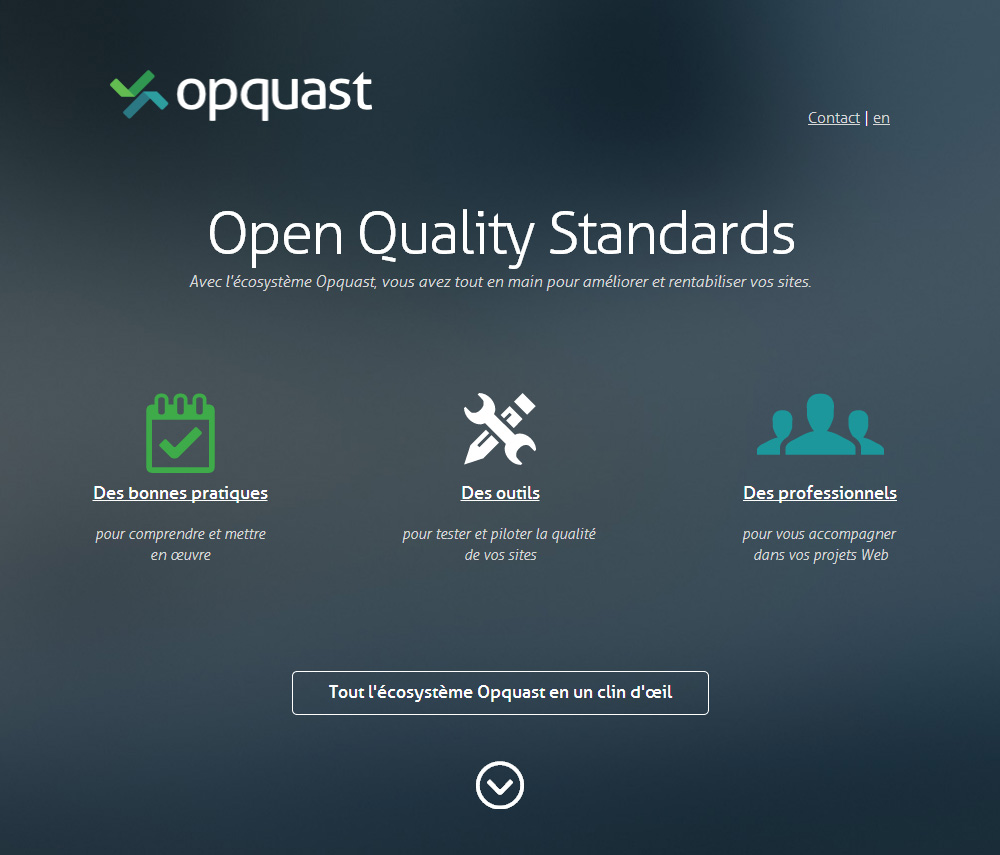 opquast
Contact | en
Open Quality Standards
Avec l'écosystème Opquast, vous avez tout en main pour améliorer et rentabiliser vos sites.
Des bonnes pratiques
pour comprendre et mettre
en œuvre
Des outils
pour tester et piloter la qualité
de vos sites
Des professionnels
pour vous accompagner
dans vos projets Web
Tout l'écosystème Opquast en un clin d'œil